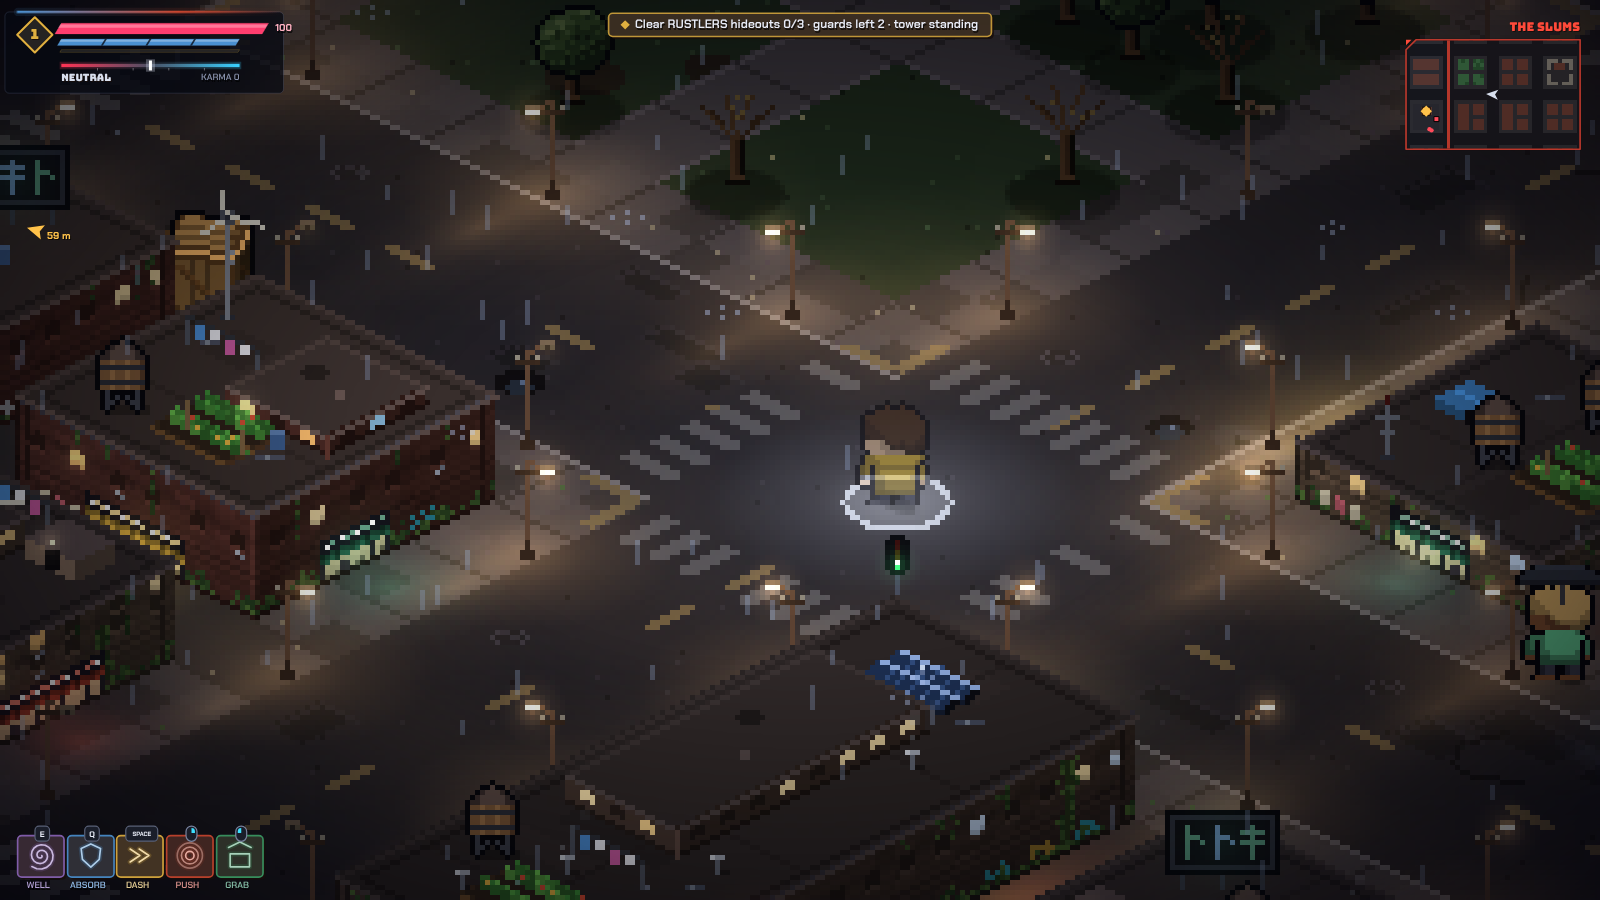 1
100
NEUTRAL
KARMA 0
◆ Clear RUSTLERS hideouts 0/3 · guards left 2 · tower standing
THE SLUMS
59 m
E
Q
SPACE
WELL
ABSORB
DASH
PUSH
GRAB